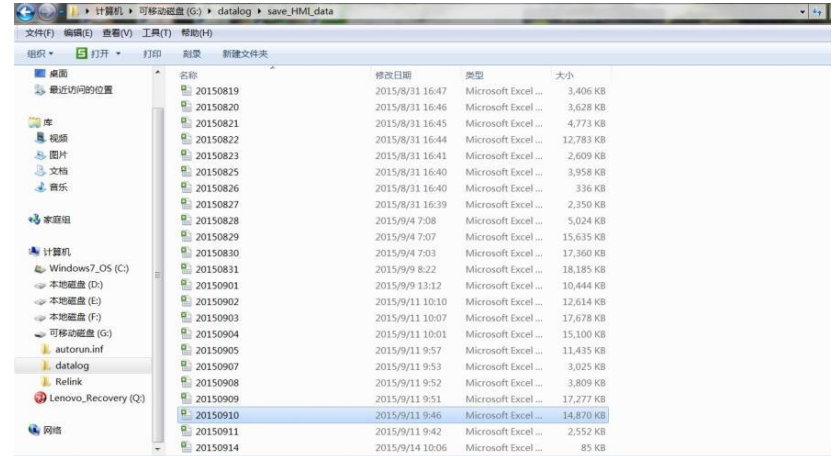 计算机 ▸ 可移动磁盘 (G:) ▸ datalog ▸ save_HMI_data
文件(F) 编辑(E) 查看(V) 工具(T) 帮助(H)
组织 打开 打印 刻录 新建文件夹
桌面
最近访问的位置
库
视频
图片
文档
音乐
家庭组
计算机
Windows7_OS (C:)
本地磁盘 (D:)
本地磁盘 (E:)
本地磁盘 (F:)
可移动磁盘 (G:)
autorun.inf
datalog
Relink
Lenovo_Recovery (Q:)
网络
名称 修改日期 类型 大小
20150819 2015/8/31 16:47 Microsoft Excel ... 3,406 KB
20150820 2015/8/31 16:46 Microsoft Excel ... 3,628 KB
20150821 2015/8/31 16:45 Microsoft Excel ... 4,773 KB
20150822 2015/8/31 16:44 Microsoft Excel ... 12,783 KB
20150823 2015/8/31 16:41 Microsoft Excel ... 2,609 KB
20150825 2015/8/31 16:40 Microsoft Excel ... 3,958 KB
20150826 2015/8/31 16:40 Microsoft Excel ... 336 KB
20150827 2015/8/31 16:39 Microsoft Excel ... 2,350 KB
20150828 2015/9/4 7:08 Microsoft Excel ... 5,024 KB
20150829 2015/9/4 7:07 Microsoft Excel ... 15,635 KB
20150830 2015/9/4 7:03 Microsoft Excel ... 17,360 KB
20150831 2015/9/9 8:22 Microsoft Excel ... 18,185 KB
20150901 2015/9/9 13:12 Microsoft Excel ... 10,444 KB
20150902 2015/9/11 10:10 Microsoft Excel ... 12,614 KB
20150903 2015/9/11 10:07 Microsoft Excel ... 17,678 KB
20150904 2015/9/11 10:01 Microsoft Excel ... 15,100 KB
20150905 2015/9/11 9:57 Microsoft Excel ... 11,435 KB
20150907 2015/9/11 9:53 Microsoft Excel ... 3,025 KB
20150908 2015/9/11 9:52 Microsoft Excel ... 3,809 KB
20150909 2015/9/11 9:51 Microsoft Excel ... 17,277 KB
20150910 2015/9/11 9:46 Microsoft Excel ... 14,870 KB
20150911 2015/9/11 9:42 Microsoft Excel ... 2,552 KB
20150914 2015/9/14 10:06 Microsoft Excel ... 85 KB